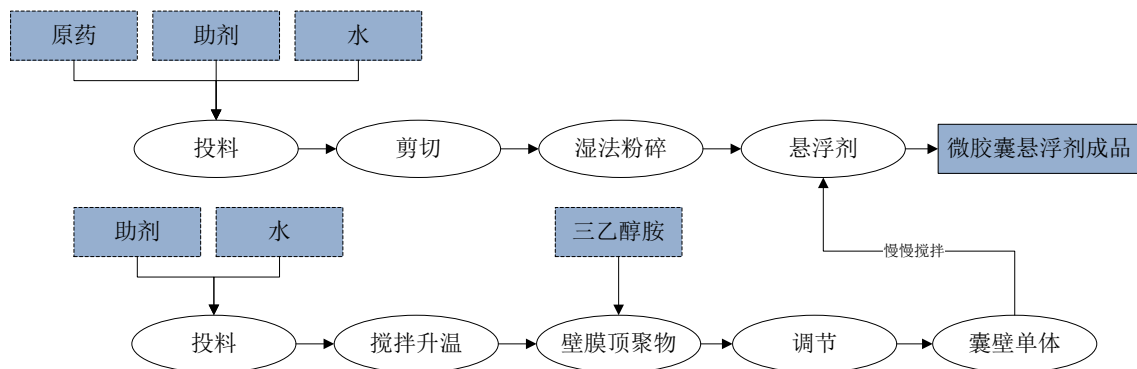 原药
助剂
水
投料
剪切
湿法粉碎
悬浮剂
微胶囊悬浮剂成品
助剂
水
三乙醇胺
慢慢搅拌
投料
搅拌升温
壁膜顶聚物
调节
囊壁单体